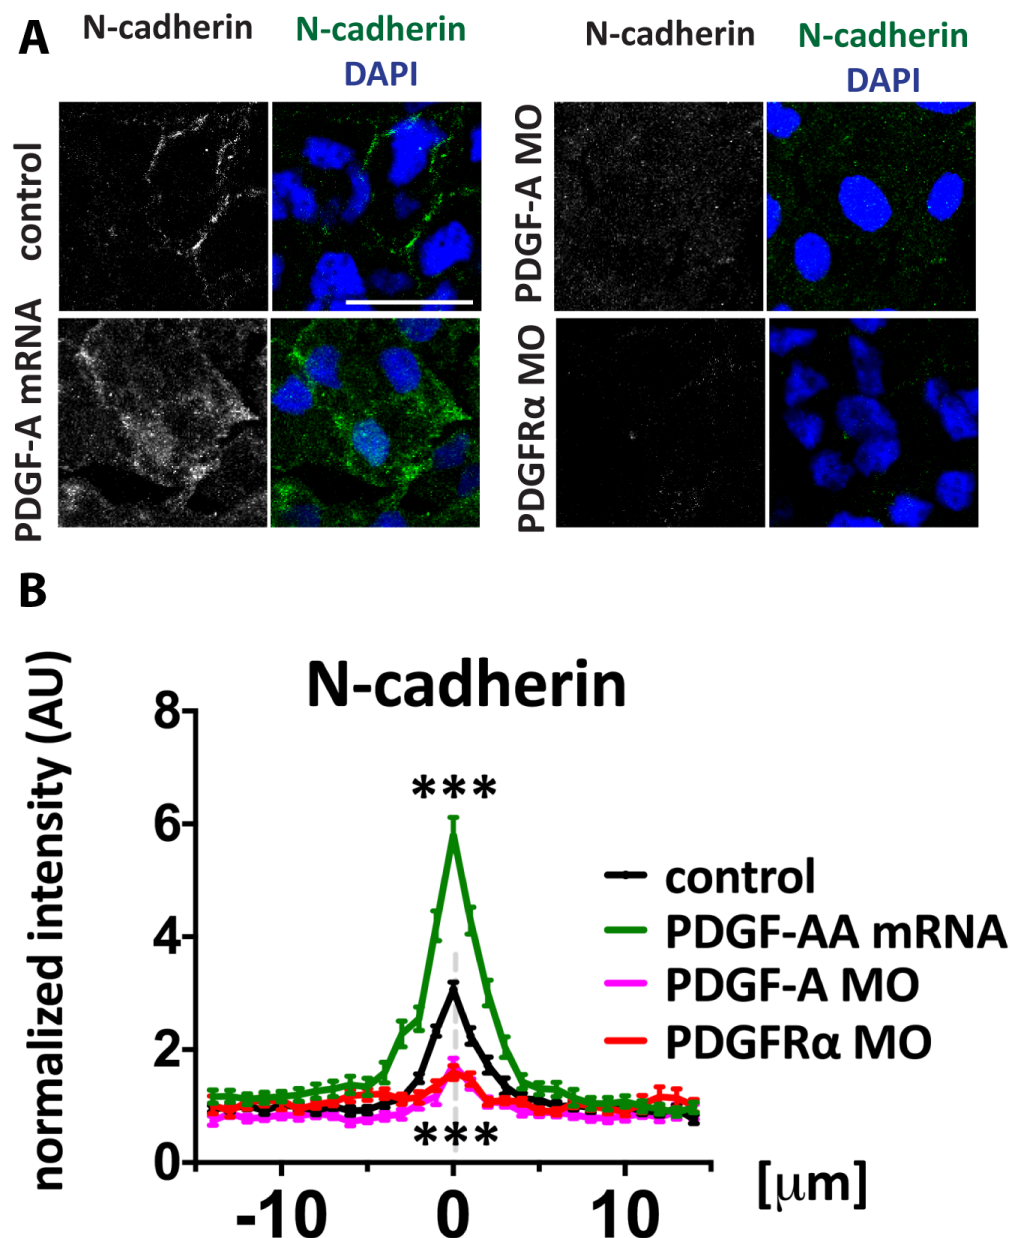 A
N-cadherin
N-cadherin
DAPI
N-cadherin
N-cadherin
DAPI
control
PDGF-A mRNA
PDGF-A MO
PDGFRα MO
B
N-cadherin
normalized intensity (AU)
8
6
4
2
0
***
***
control
PDGF-AA mRNA
PDGF-A MO
PDGFRα MO
-10
0
10
[μm]